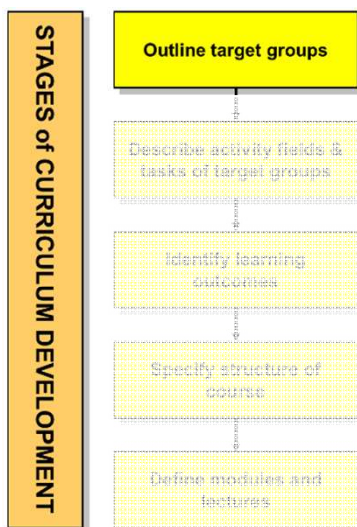 STAGES of CURRICULUM DEVELOPMENT
Outline target groups
Describe activity fields &
tasks of target groups
Identify learning
outcomes
Specify structure of
course
Define modules and
lectures